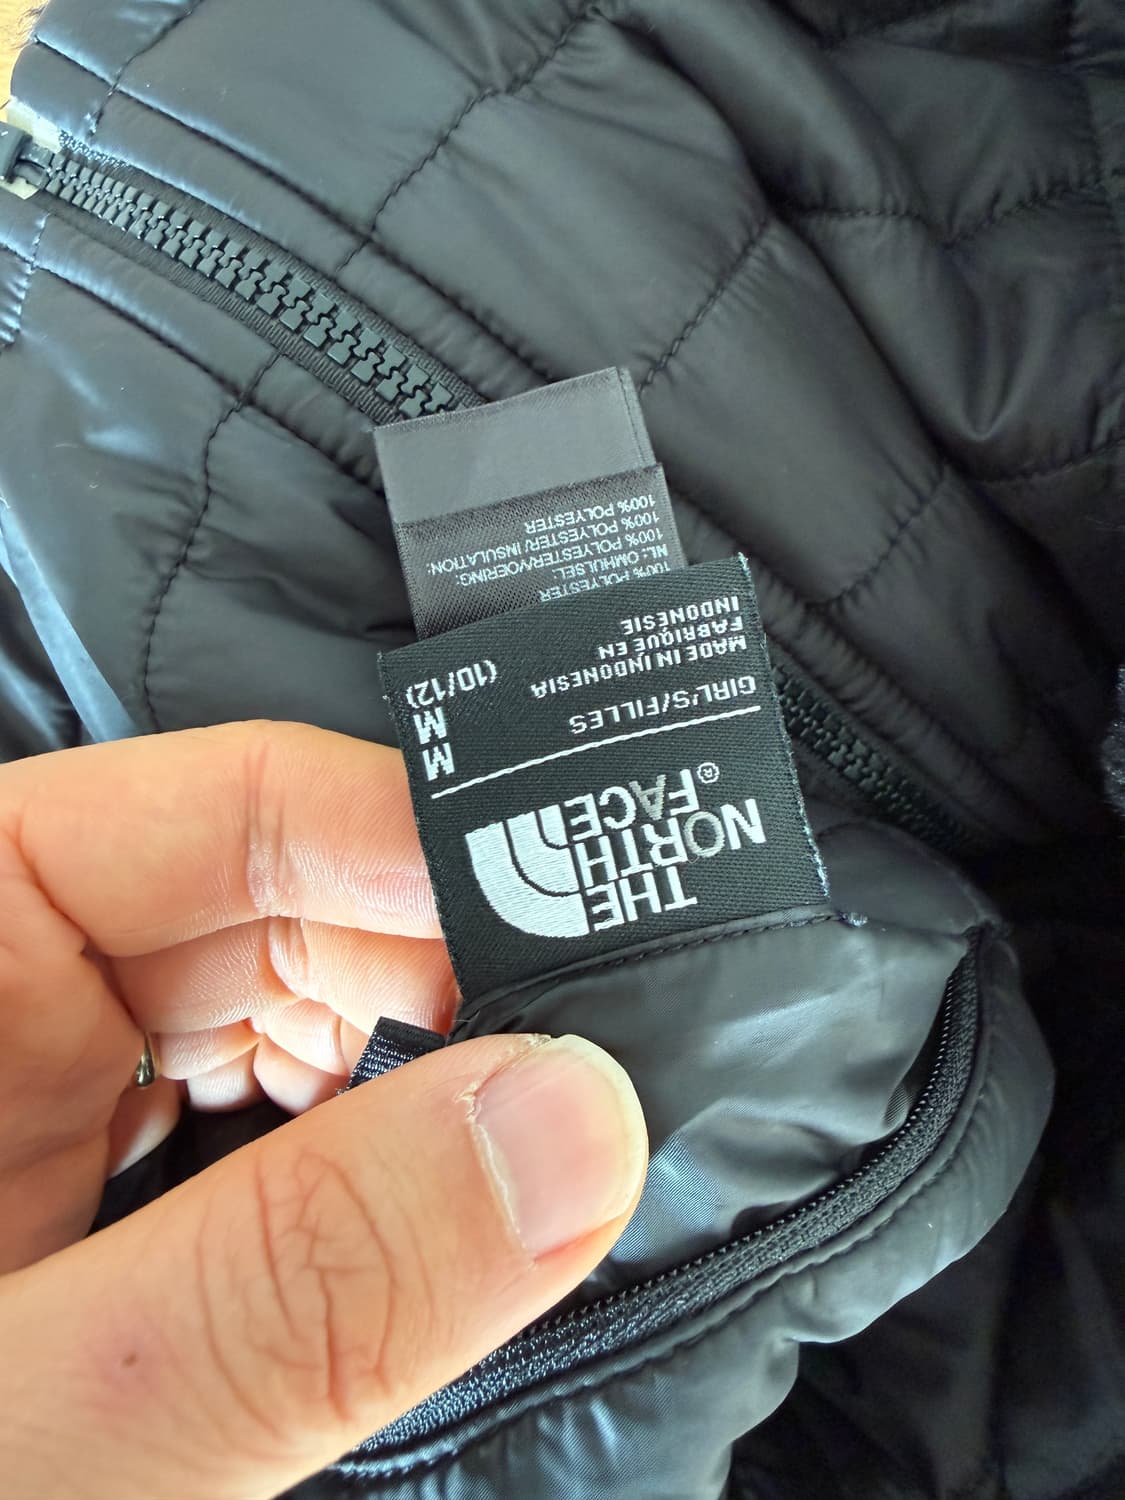 THE
NORTH
FACE®
GIRL'S/FILLES
MADE IN INDONESIA
FABRIQUE EN
INDONESIE
M
M
(10/12)
100% POLYESTER
NL: OMHULSEL:
100% POLYESTER/VOERING:
100% POLYESTER/ INSULATION:
100% POLYESTER